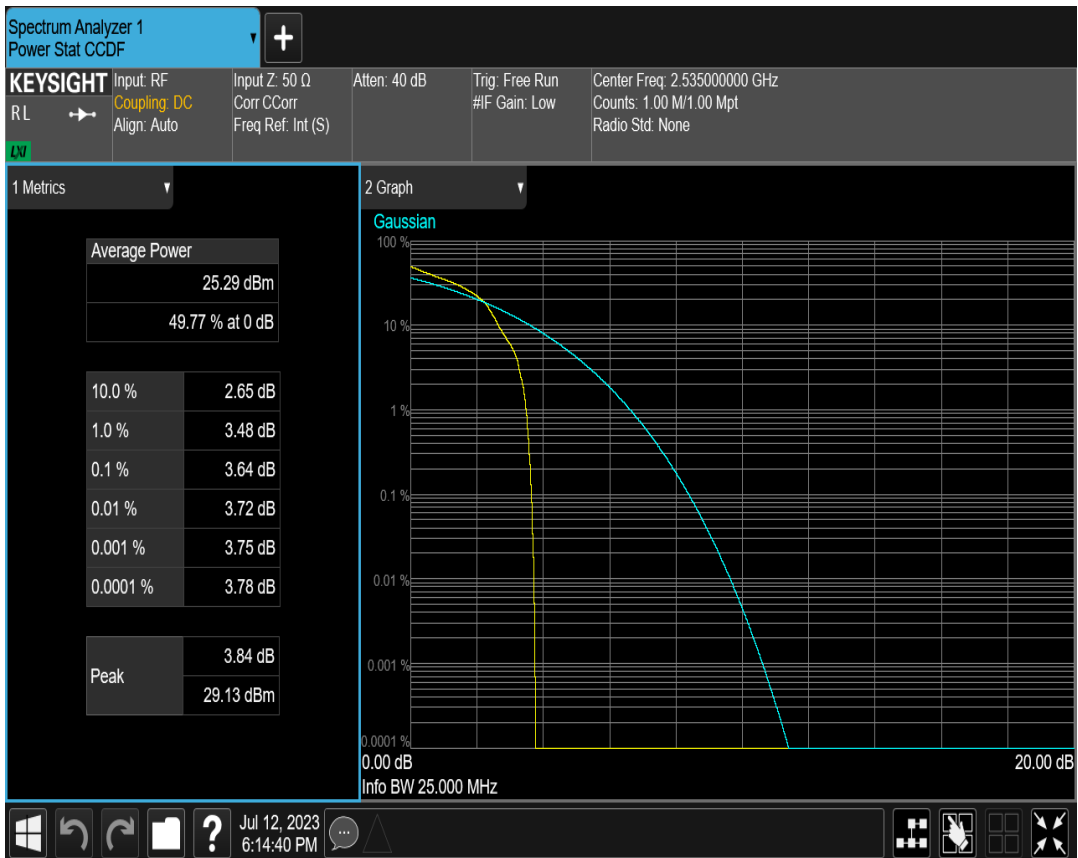 Spectrum Analyzer 1
Power Stat CCDF
+
KEYSIGHT
RL
LXI
Input: RF
Coupling: DC
Align: Auto
Input Z: 50 Ω
Corr CCorr
Freq Ref: Int (S)
Atten: 40 dB
Trig: Free Run
#IF Gain: Low
Center Freq: 2.535000000 GHz
Counts: 1.00 M/1.00 Mpt
Radio Std: None
1 Metrics
Average Power
25.29 dBm
49.77 % at 0 dB
10.0 % 2.65 dB
1.0 % 3.48 dB
0.1 % 3.64 dB
0.01 % 3.72 dB
0.001 % 3.75 dB
0.0001 % 3.78 dB
Peak
3.84 dB
29.13 dBm
2 Graph
Gaussian
100 %
10 %
1 %
0.1 %
0.01 %
0.001 %
0.0001 %
0.00 dB 20.00 dB
Info BW 25.000 MHz
?
Jul 12, 2023
6:14:40 PM